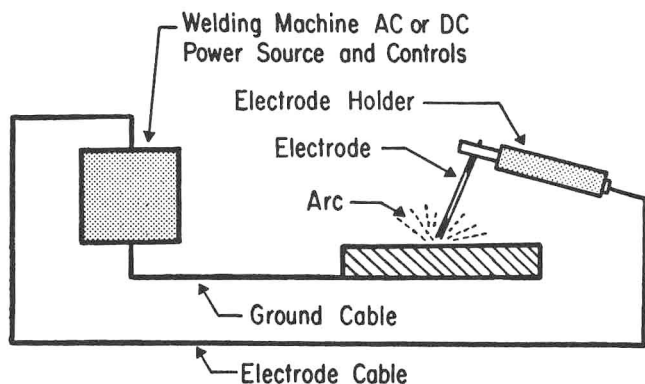 Welding Machine AC or DC
Power Source and Controls
Electrode Holder
Electrode
Arc
Ground Cable
Electrode Cable